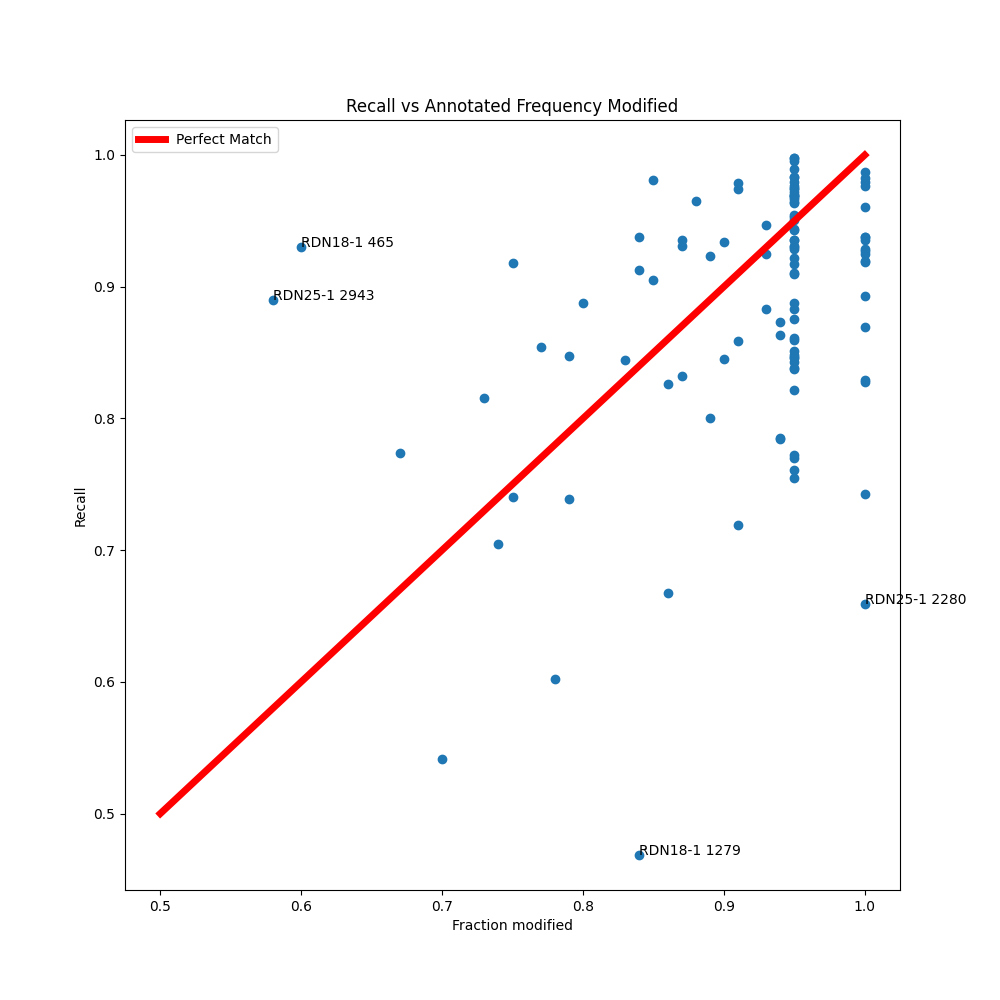 Recall vs Annotated Frequency Modified
Perfect Match
1.0
0.9
0.8
0.7
0.6
0.5
Recall
RDN18-1 465
RDN25-1 2943
RDN25-1 2280
RDN18-1 1279
0.5 0.6 0.7 0.8 0.9 1.0
Fraction modified